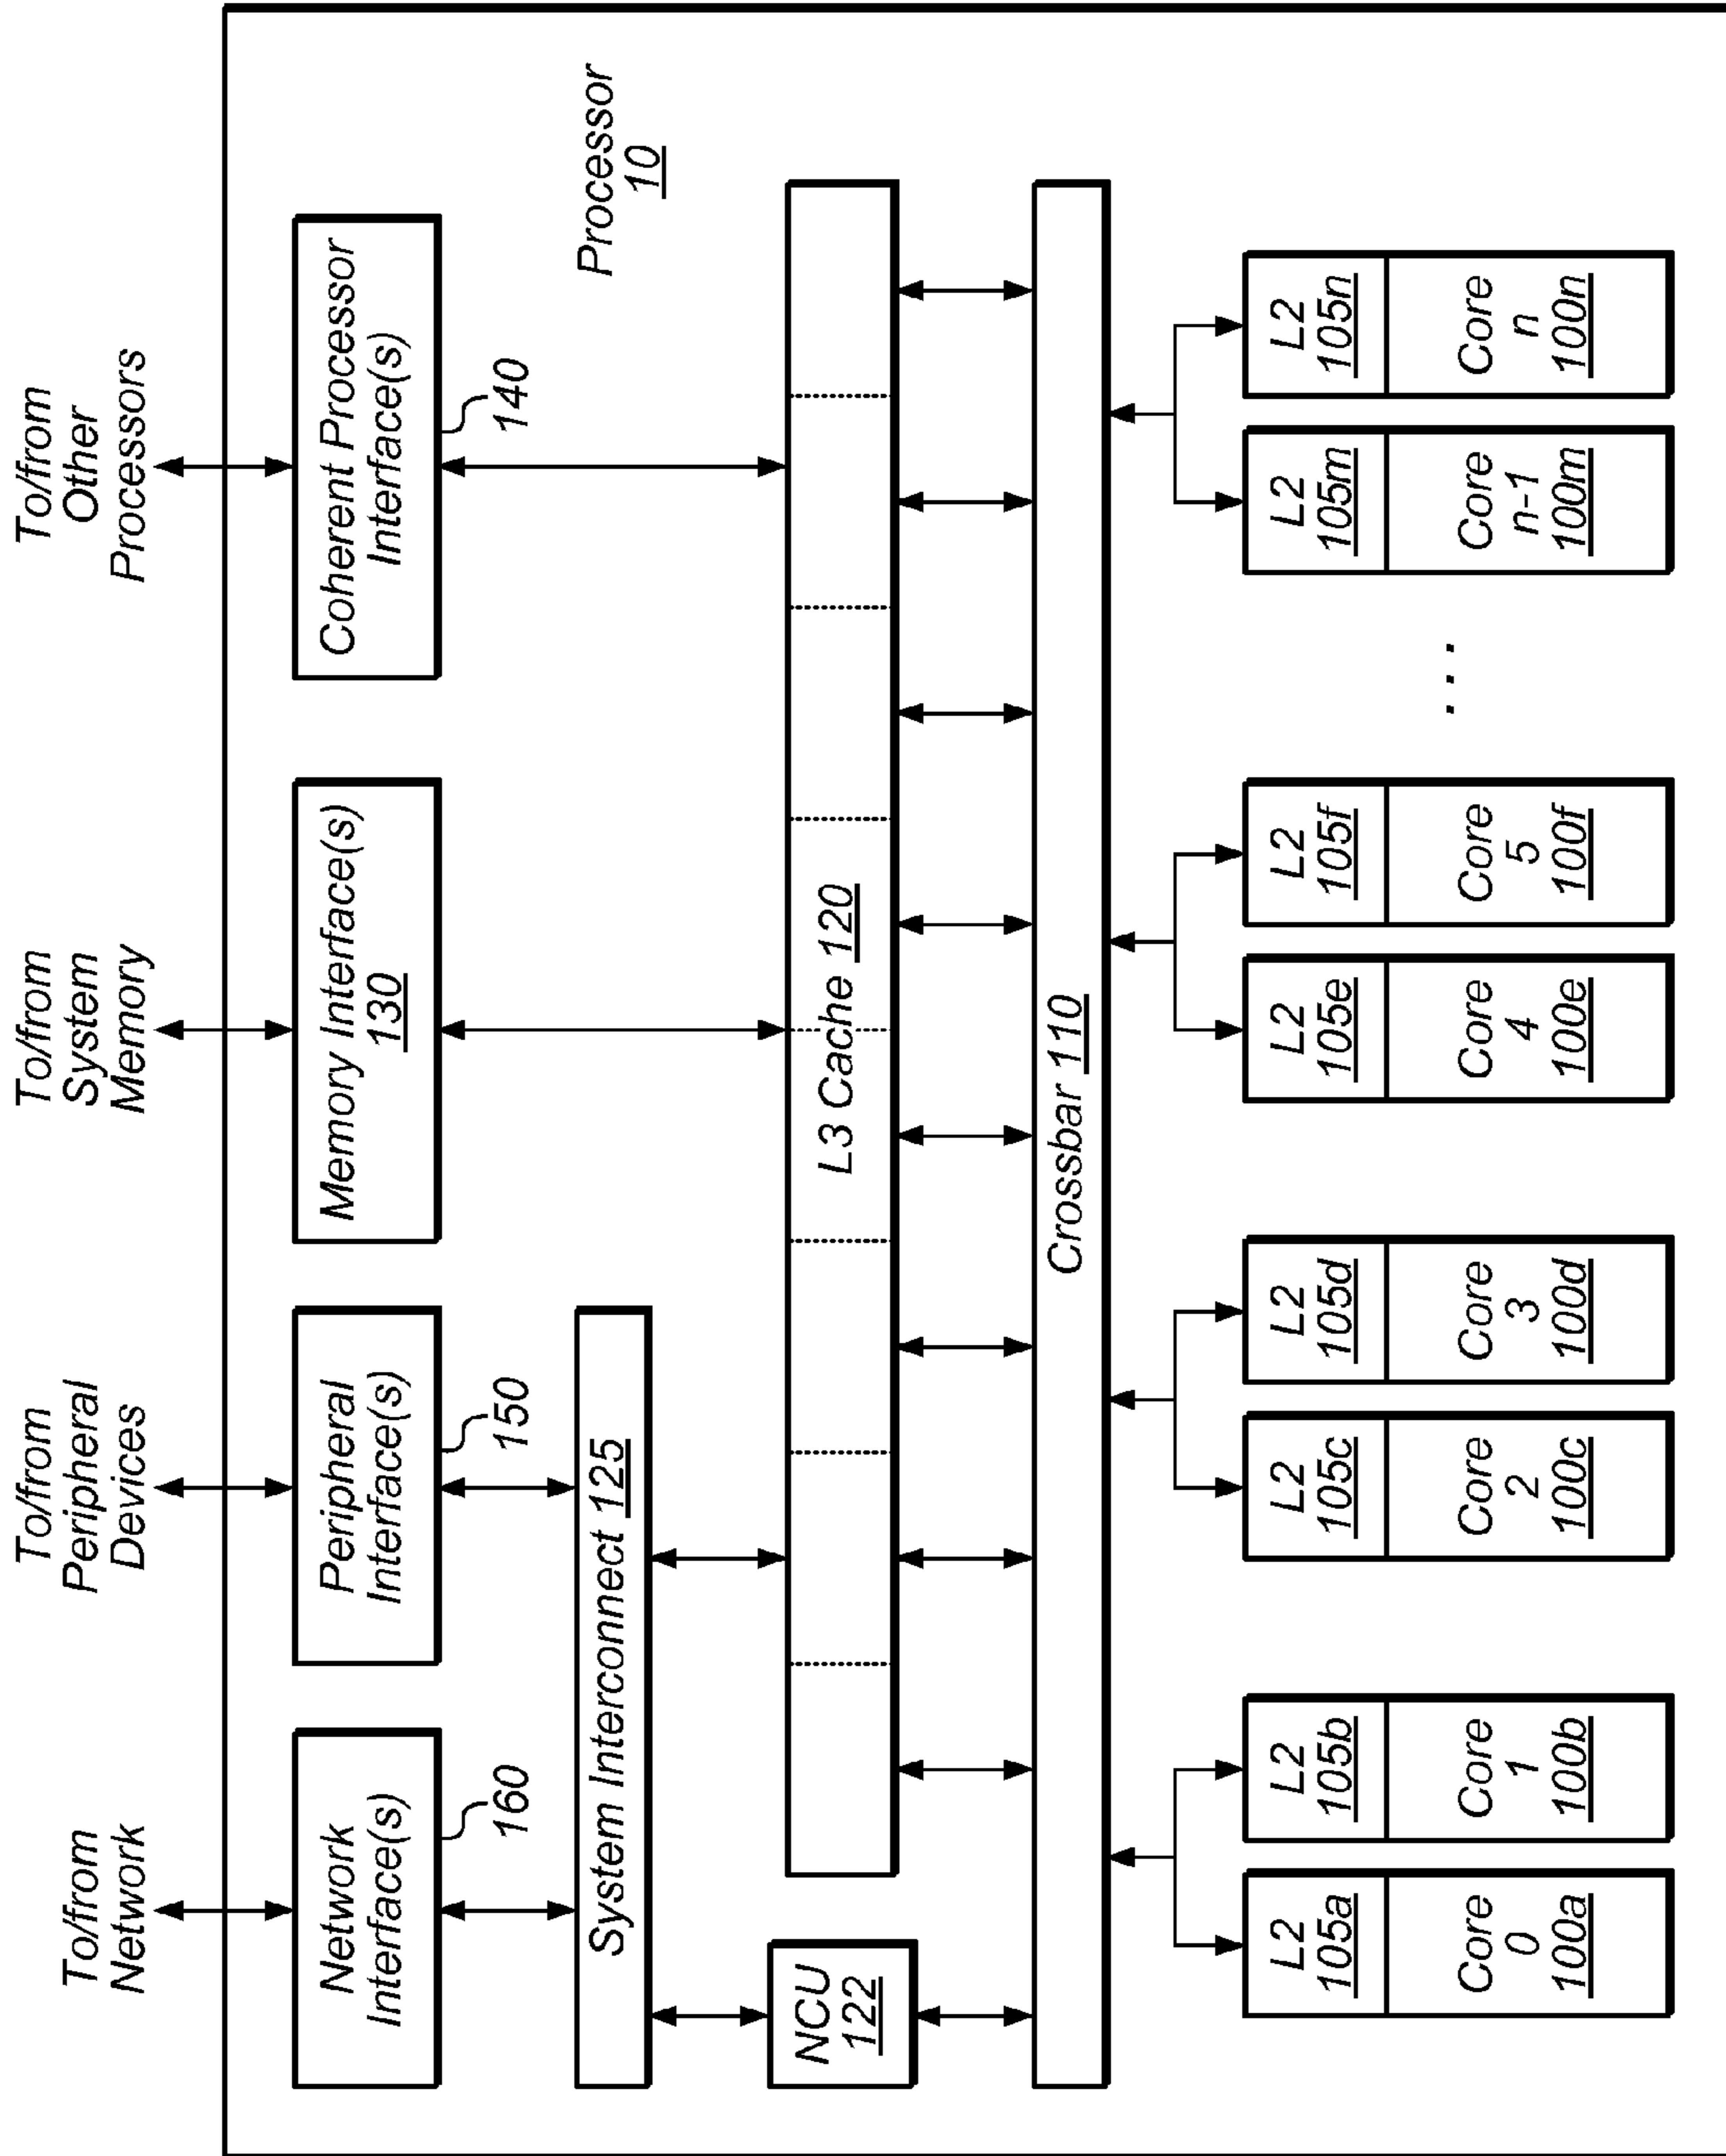 To/from
Network
To/from
Peripheral
Devices
To/from
System
Memory
To/from
Other
Processors
Network
Interface(s)
160
Peripheral
Interface(s)
150
Memory Interface(s)
130
Coherent Processor
Interface(s)
140
Processor
10
System Interconnect 125
NCU
122
L3 Cache 120
Crossbar 110
L2
105a
Core
0
100a
L2
105b
Core
1
100b
L2
105c
Core
2
100c
L2
105d
Core
3
100d
L2
105e
Core
4
100e
L2
105f
Core
5
100f
. . .
L2
105m
Core
n-1
100m
L2
105n
Core
n
100n